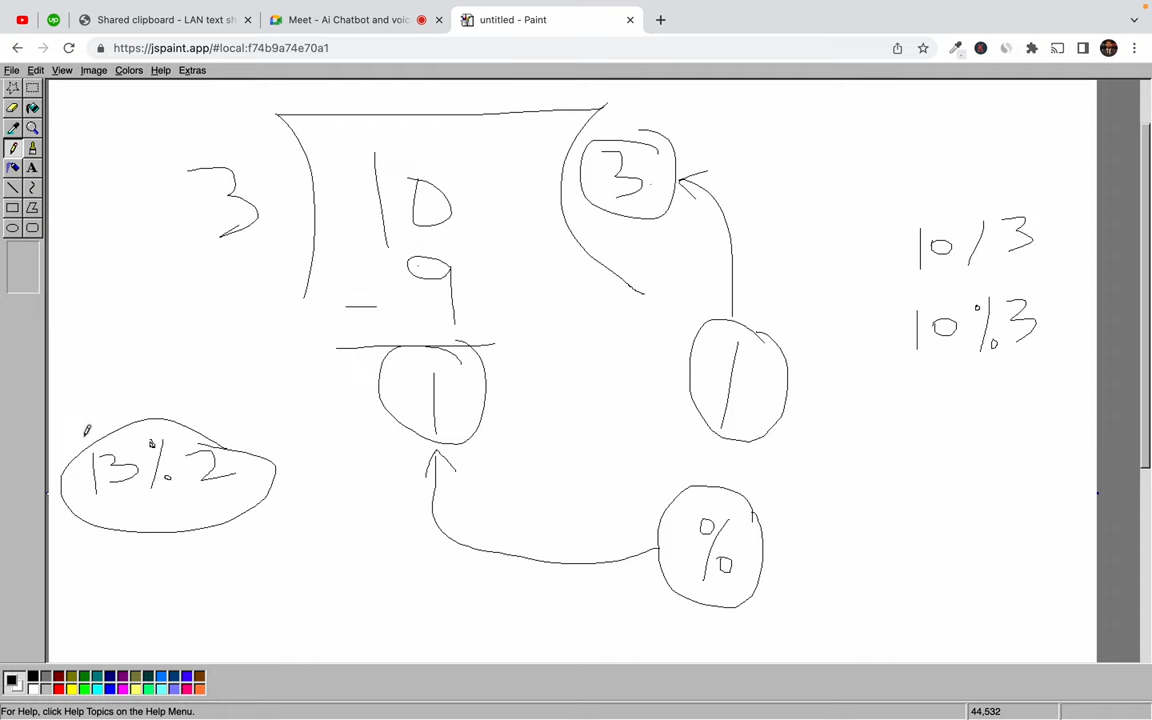 Shared clipboard - LAN text sh
Meet - Ai Chatbot and voic
untitled - Paint
https://jspaint.app/#local:f74b9a74e70a1
File Edit View Image Colors Help Extras
3 10 3
9
—
1 /
10 / 3
10 % 3
13 % 2
%
For Help, click Help Topics on the Help Menu.
44,532